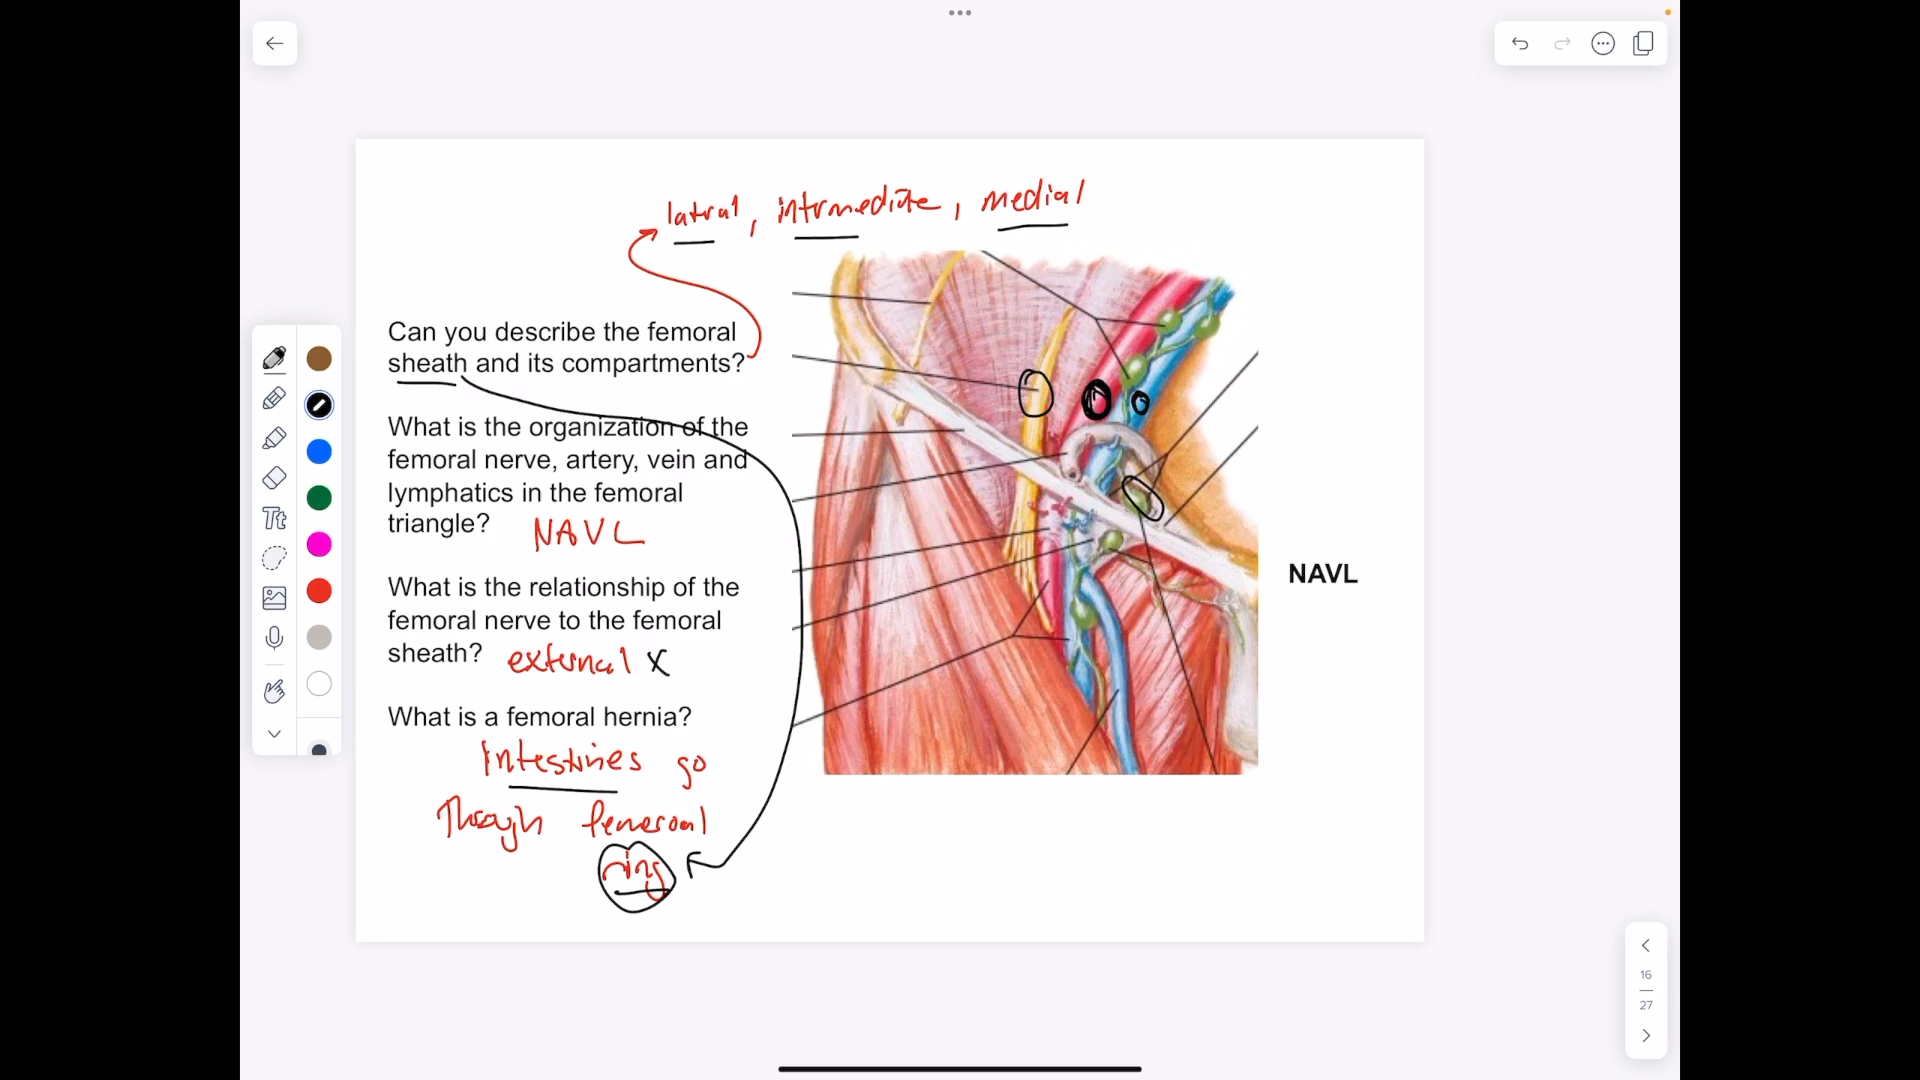 latral, intrmediate, medial
Can you describe the femoral
sheath and its compartments?
What is the organization of the
femoral nerve, artery, vein and
lymphatics in the femoral
triangle? NAVL
What is the relationship of the
femoral nerve to the femoral
sheath? external X
What is a femoral hernia?
Intestines go
through femoral
ring
NAVL
Tt
16
27